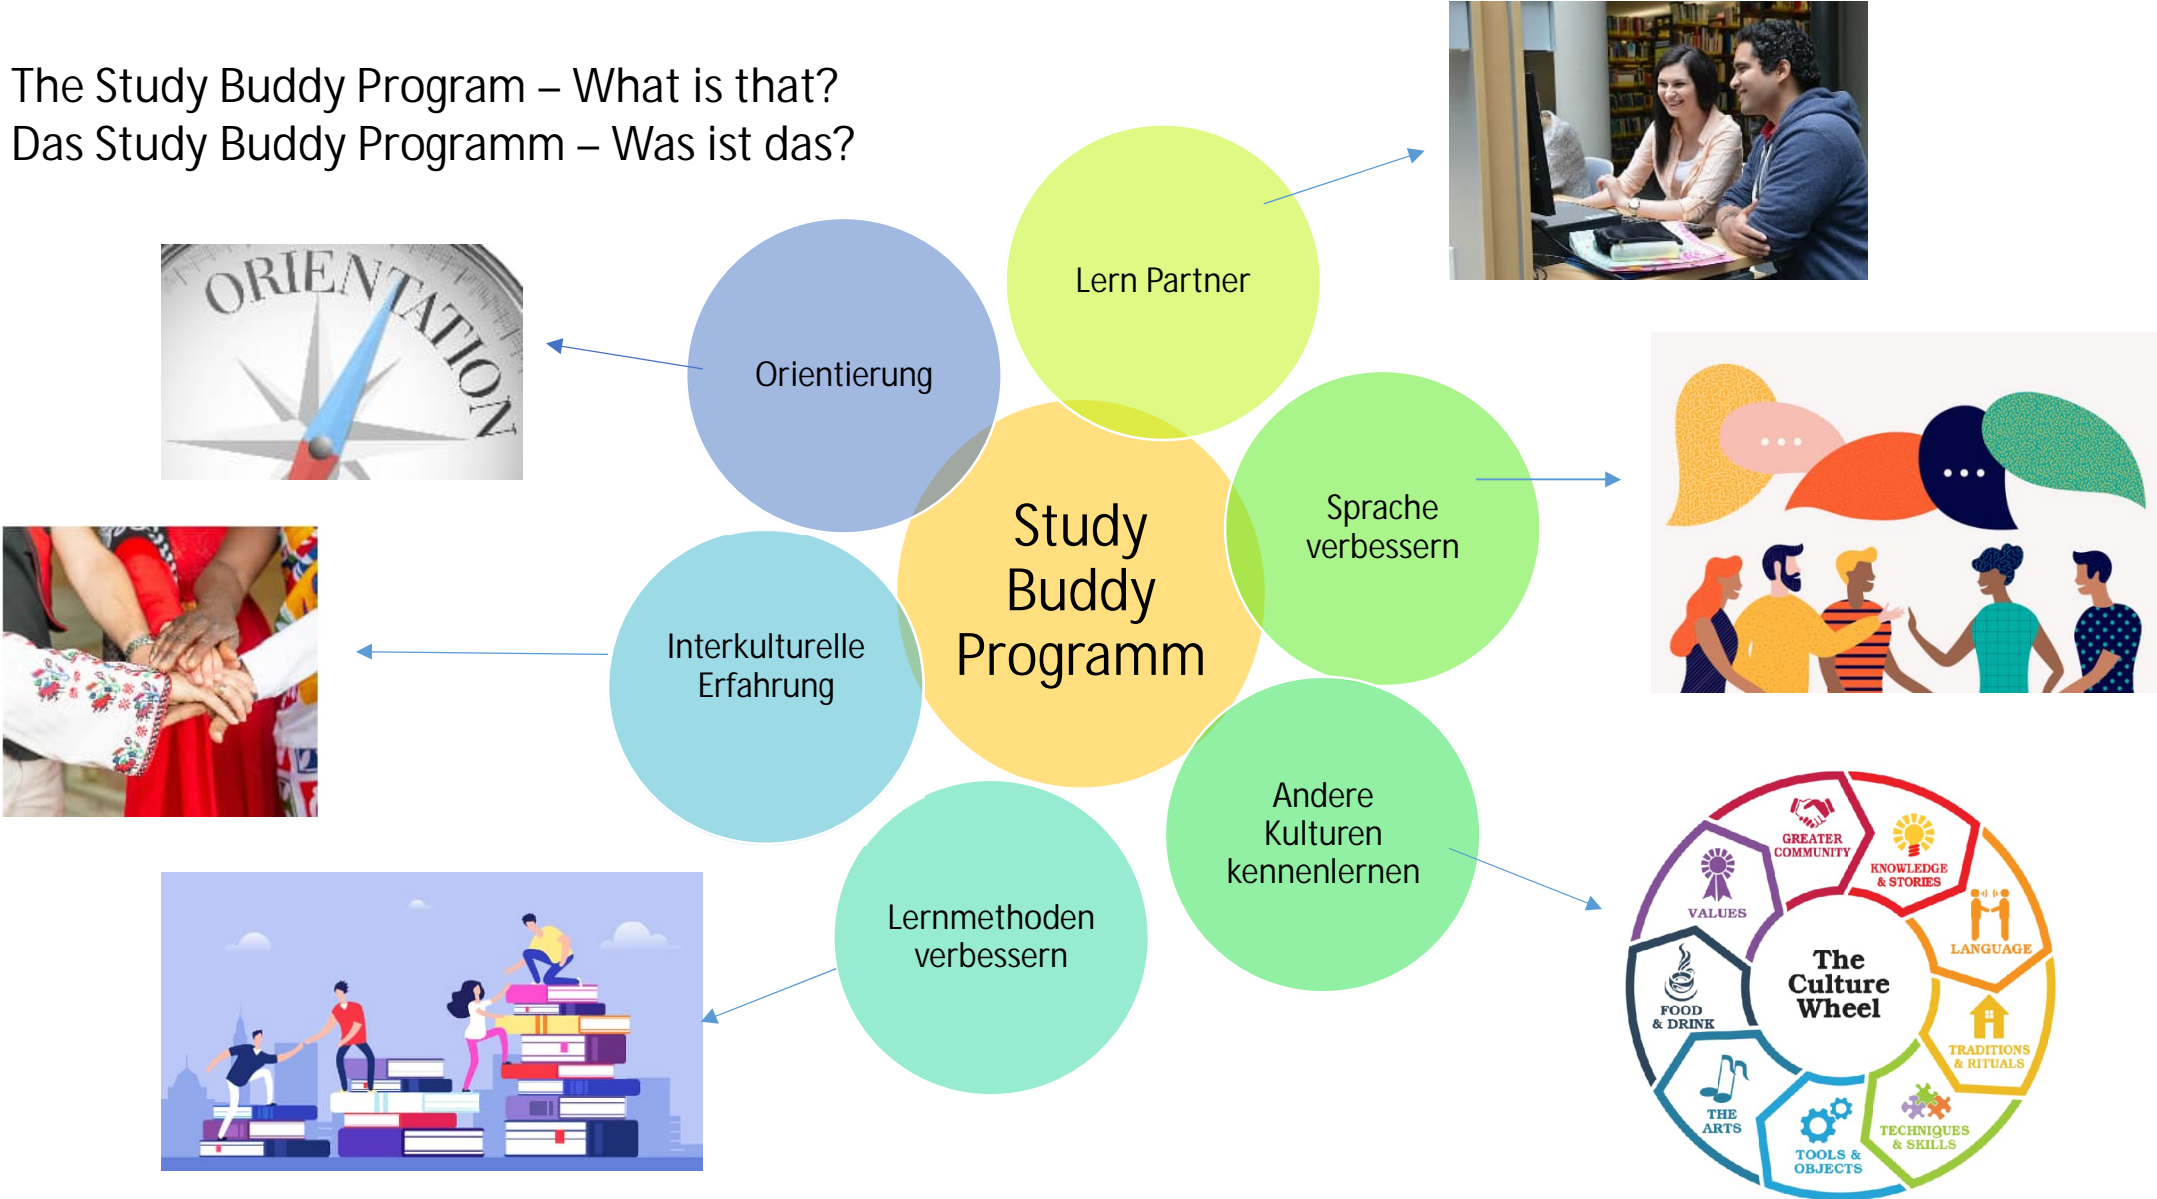 The Study Buddy Program – What is that?
Das Study Buddy Programm – Was ist das?
ORIENTATION
Orientierung
Lern Partner
Sprache
verbessern
Study
Buddy
Programm
Interkulturelle
Erfahrung
Andere
Kulturen
kennenlernen
Lernmethoden
verbessern
The
Culture
Wheel
GREATER
COMMUNITY
KNOWLEDGE
& STORIES
LANGUAGE
TRADITIONS
& RITUALS
TECHNIQUES
& SKILLS
TOOLS &
OBJECTS
THE
ARTS
FOOD
& DRINK
VALUES